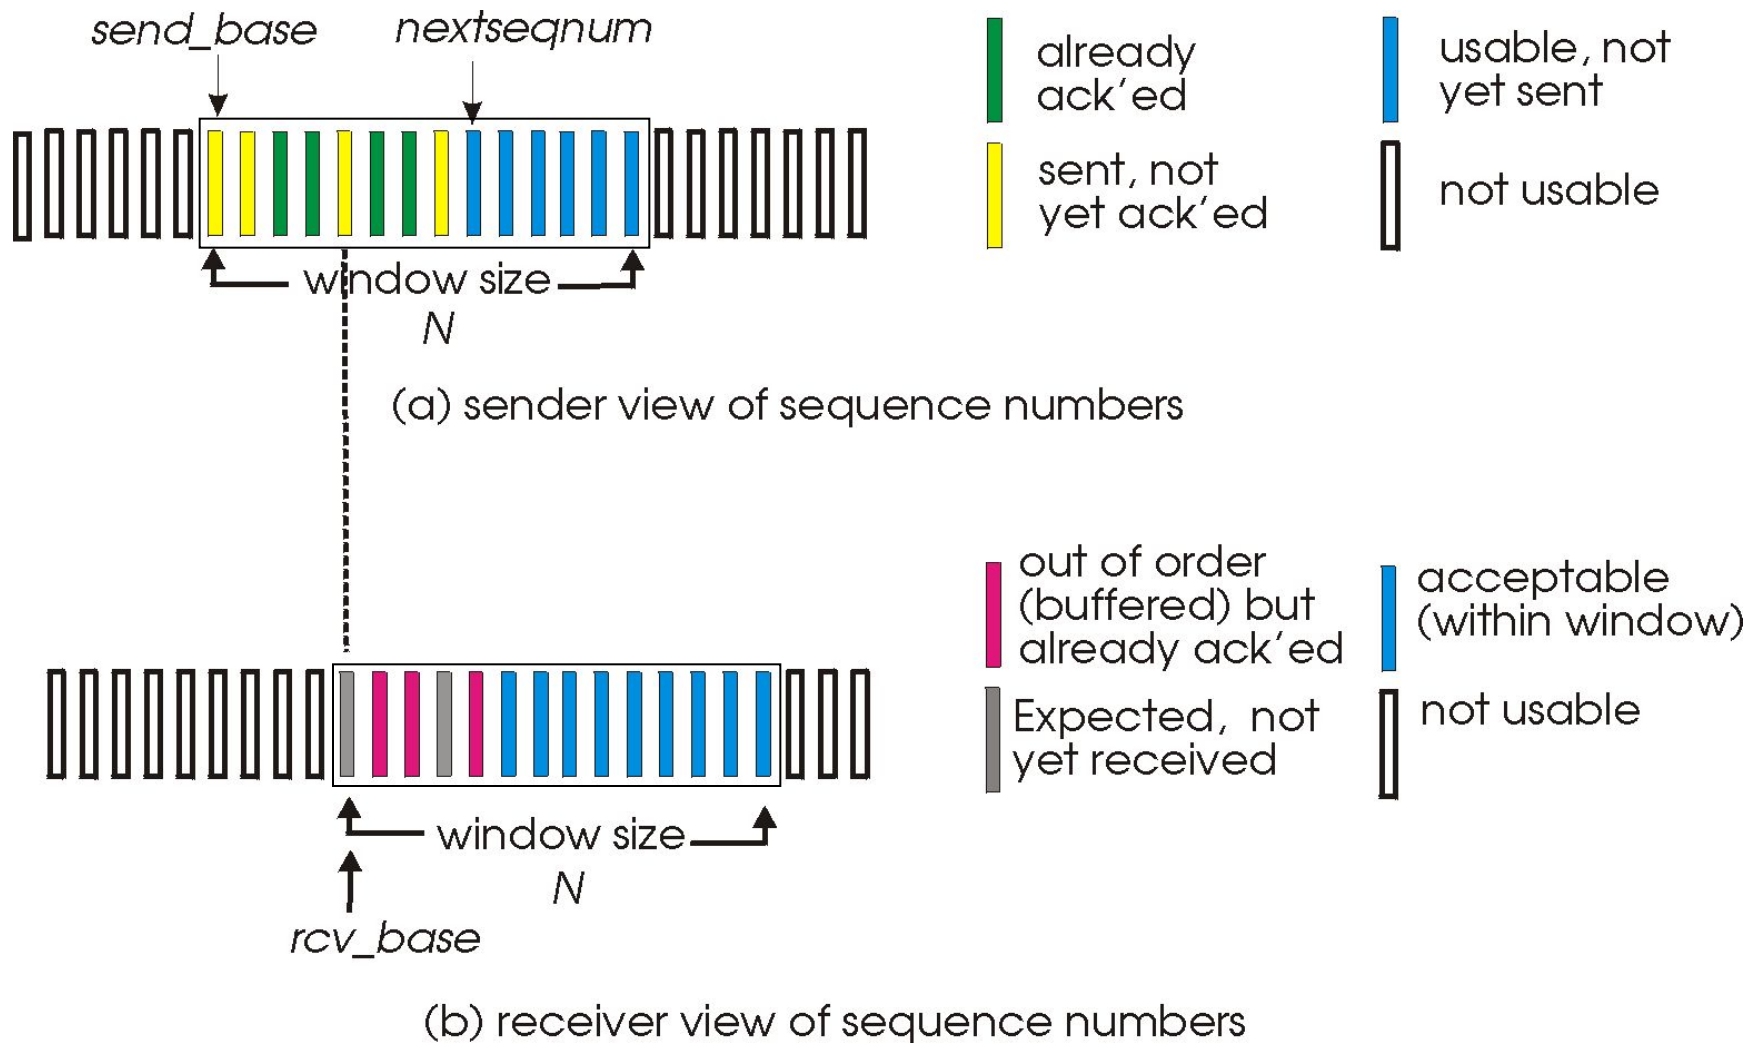 send_base
nextseqnum
already
ack'ed
usable, not
yet sent
sent, not
yet ack'ed
not usable
window size
N
(a) sender view of sequence numbers
out of order
(buffered) but
already ack'ed
acceptable
(within window)
Expected, not
yet received
not usable
window size
N
rcv_base
(b) receiver view of sequence numbers